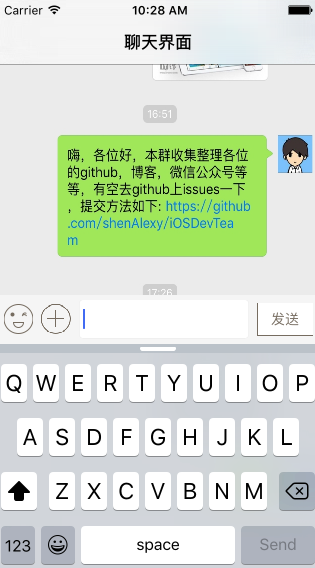 Carrier 10:28 AM
聊天界面
16:51
嗨，各位好，本群收集整理各位
的github，博客，微信公众号等
等，有空去github上issues一下
，提交方法如下: https://github
.com/shenAlexy/iOSDevTea
m
17:26
发送
Q W E R T Y U I O P
A S D F G H J K L
Z X C V B N M
123 space Send